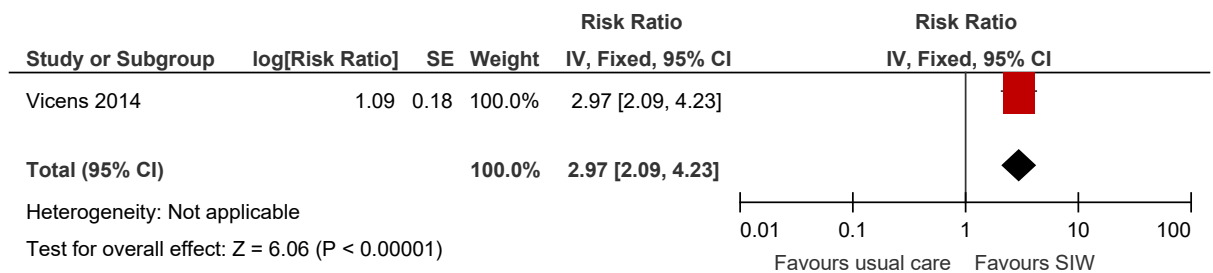 Risk Ratio Risk Ratio
Study or Subgroup log[Risk Ratio] SE Weight IV, Fixed, 95% CI IV, Fixed, 95% CI
Vicens 2014 1.09 0.18 100.0% 2.97 [2.09, 4.23]
Total (95% CI) 100.0% 2.97 [2.09, 4.23]
Heterogeneity: Not applicable
Test for overall effect: Z = 6.06 (P < 0.00001)
0.01 0.1 1 10 100
Favours usual care Favours SIW